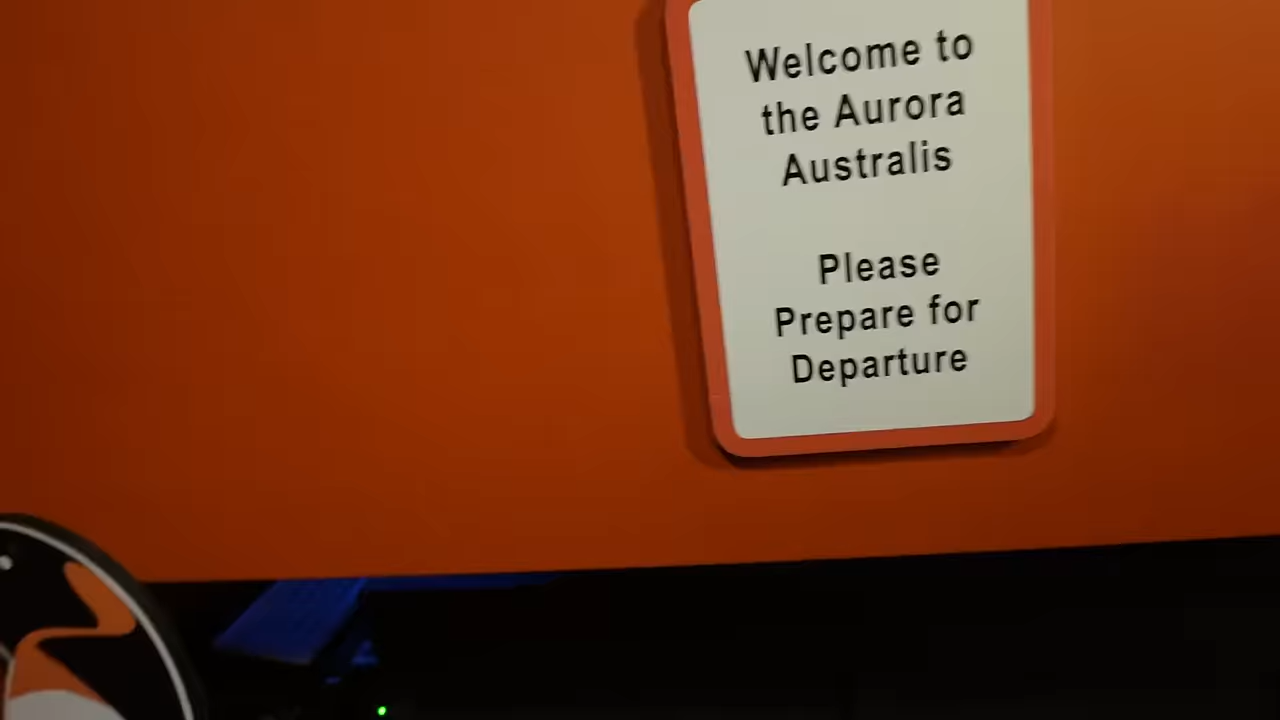 Welcome to
the Aurora
Australis
Please
Prepare for
Departure